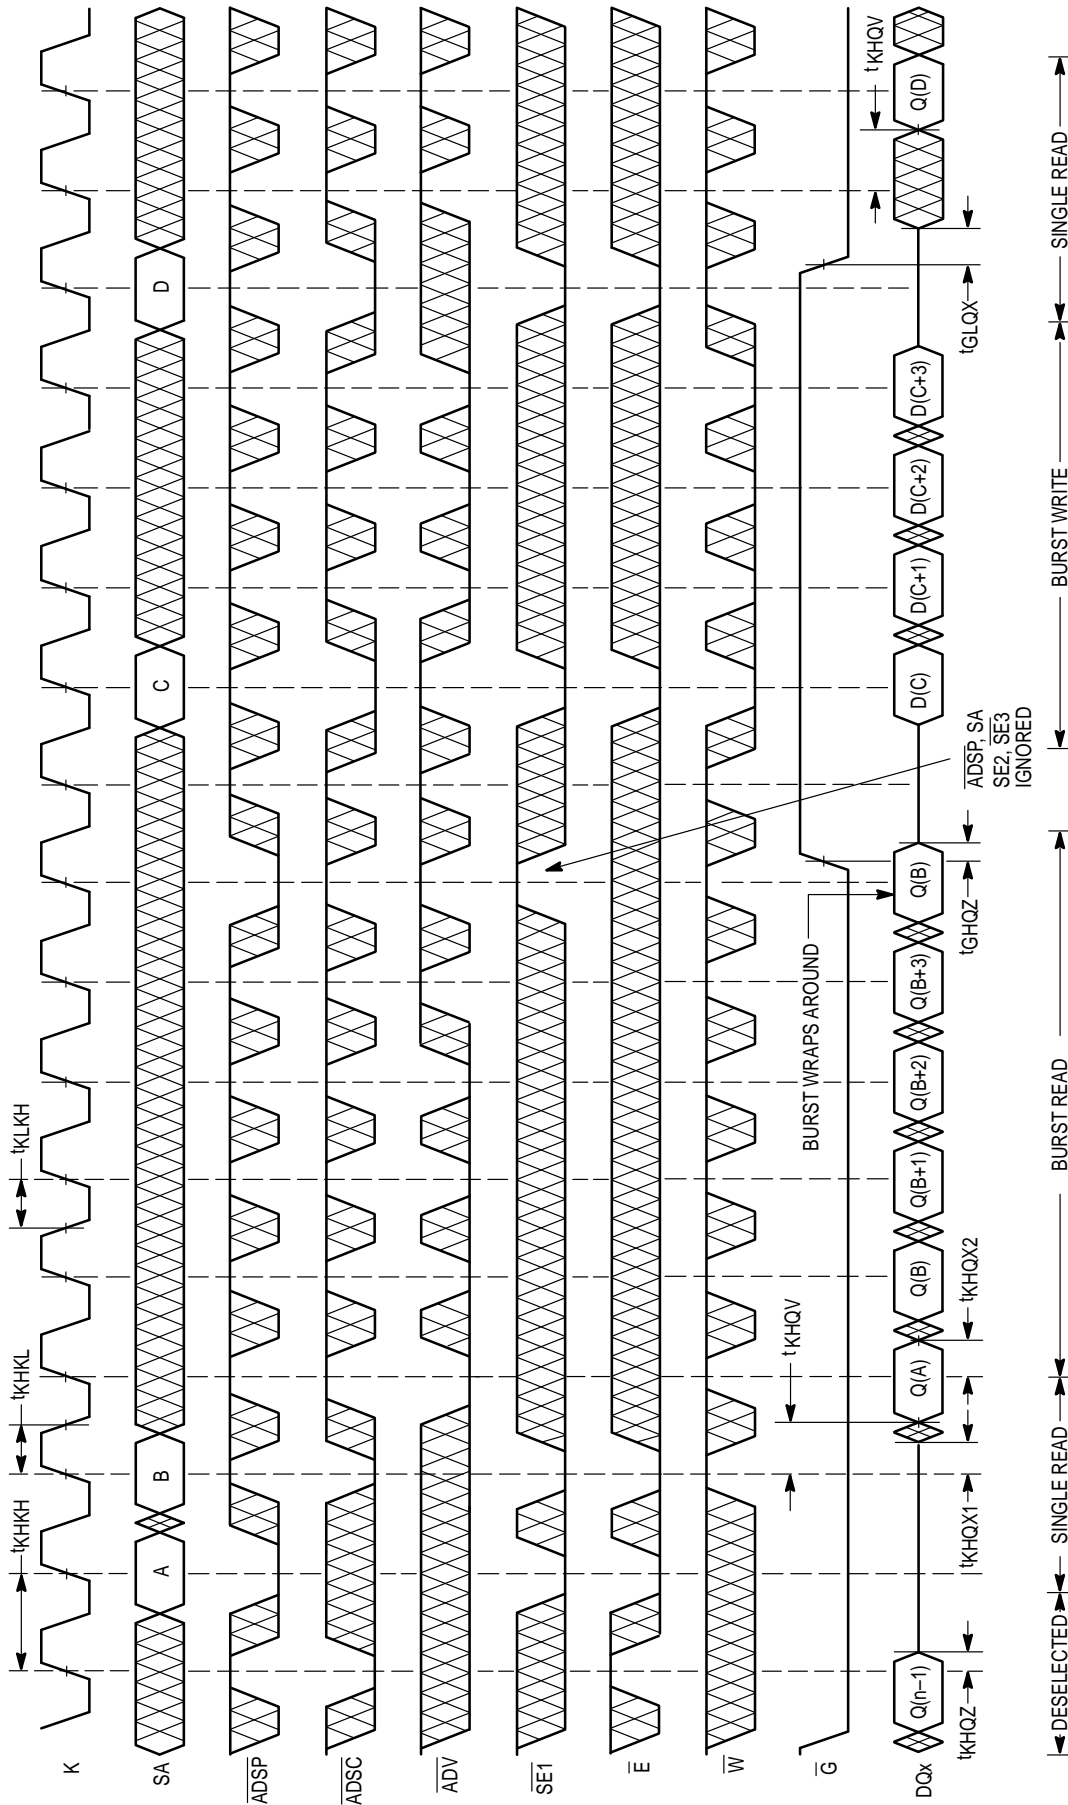 tKHKH
tKHKL
tKLKH
K
SA
A
B
C
D
ADSP
ADSC
ADV
SE1
E
W
G
tKHQV
BURST WRAPS AROUND
ADSP, SA
SE2, SE3
IGNORED
tKHQV
DQx
Q(n–1)
Q(A)
Q(B)
Q(B+1)
Q(B+2)
Q(B+3)
Q(B)
D(C)
D(C+1)
D(C+2)
D(C+3)
Q(D)
tKHQZ
tKHQX1
tKHQX2
tGHQZ
tGLQX
DESELECTED
SINGLE READ
BURST READ
BURST WRITE
SINGLE READ